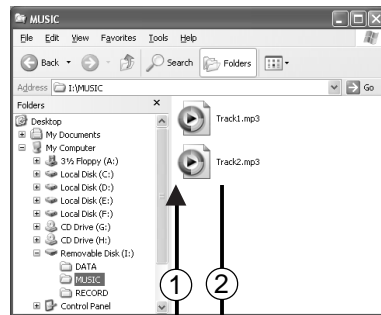 MUSIC
File Edit View Favorites Tools Help
Back Search Folders
Address I:\MUSIC Go
Folders
Desktop
My Documents
My Computer
3½ Floppy (A:)
Local Disk (C:)
Local Disk (D:)
Local Disk (E:)
Local Disk (F:)
CD Drive (G:)
CD Drive (H:)
Removable Disk (I:)
DATA
MUSIC
RECORD
Control Panel
Track1.mp3
Track2.mp3
1 2